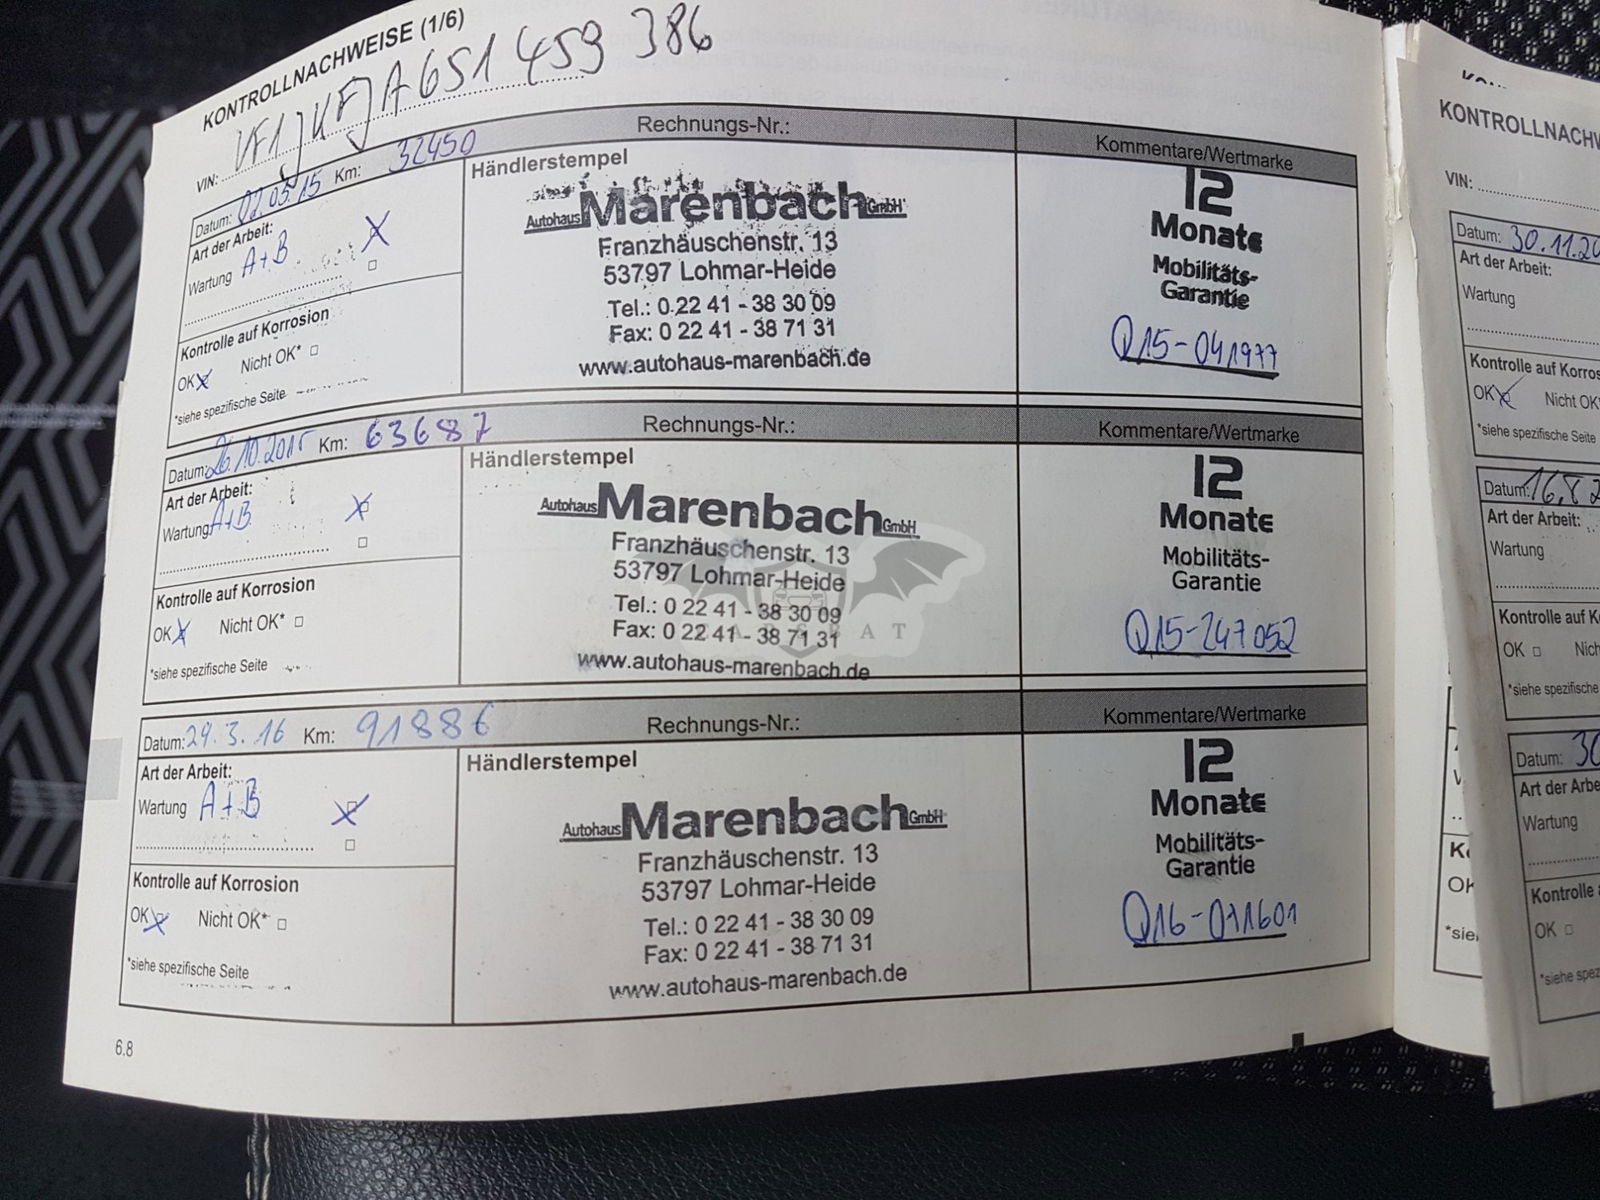 KONTROLLNACHWEISE (1/6)
VIN: VF1JVKFJA651459386
Datum: 02.05.15 Km: 32450
Rechnungs-Nr.:
Kommentare/Wertmarke
Art der Arbeit:
Wartung A+B
Kontrolle auf Korrosion
OK Nicht OK*
*siehe spezifische Seite
Händlerstempel
Autohaus Marenbach GmbH
Franzhäuschenstr. 13
53797 Lohmar-Heide
Tel.: 0 22 41 - 38 30 09
Fax: 0 22 41 - 38 71 31
www.autohaus-marenbach.de
12
Monate
Mobilitäts-
Garantie
Q15-041977
Datum: 26.10.2015 Km: 63687
Rechnungs-Nr.:
Kommentare/Wertmarke
Art der Arbeit:
Wartung A+B
Kontrolle auf Korrosion
OK Nicht OK*
*siehe spezifische Seite
Händlerstempel
Autohaus Marenbach GmbH
Franzhäuschenstr. 13
53797 Lohmar-Heide
Tel.: 0 22 41 - 38 30 09
Fax: 0 22 41 - 38 71 31
www.autohaus-marenbach.de
12
Monate
Mobilitäts-
Garantie
Q15-247052
Datum: 29.3.16 Km: 91886
Rechnungs-Nr.:
Kommentare/Wertmarke
Art der Arbeit:
Wartung A+B
Kontrolle auf Korrosion
OK Nicht OK*
*siehe spezifische Seite
Händlerstempel
Autohaus Marenbach GmbH
Franzhäuschenstr. 13
53797 Lohmar-Heide
Tel.: 0 22 41 - 38 30 09
Fax: 0 22 41 - 38 71 31
www.autohaus-marenbach.de
12
Monate
Mobilitäts-
Garantie
Q16-071601
6.8
KONTROLLNACHW
VIN:
Datum: 30.11.20
Art der Arbeit:
Wartung
Kontrolle auf Korros
OK Nicht OK*
*siehe spezifische Seite
Datum: 16.8.2
Art der Arbeit:
Wartung
Kontrolle auf K
OK Nich
*siehe spezifische
Datum: 30
Art der Arbe
Wartung
Kontrolle
OK
*siehe spez